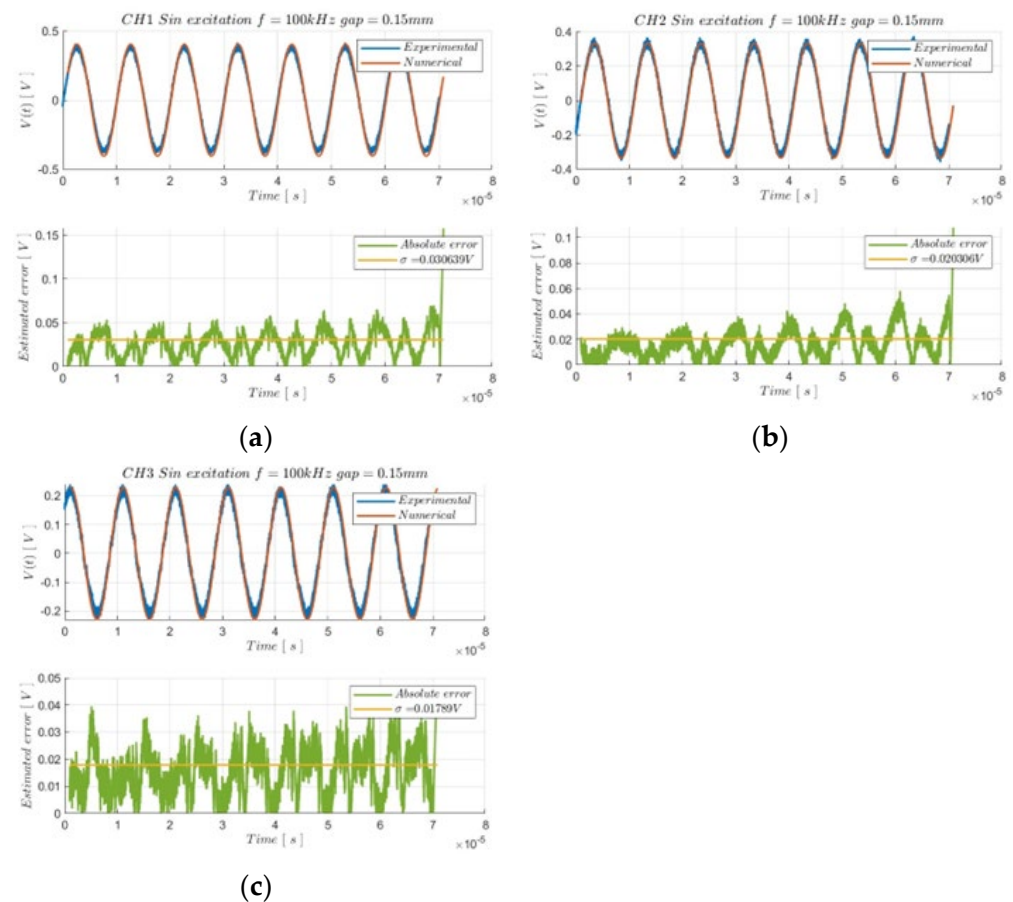 CH1 Sin excitation f = 100kHz gap = 0.15mm
0.5
0
-0.5
V(t) [ V ]
Experimental
Numerical
0 1 2 3 4 5 6 7 8
Time [ s ]
×10⁻⁵
0.15
0.1
0.05
0
Estimated error [ V ]
Absolute error
σ =0.030639V
0 1 2 3 4 5 6 7 8
Time [ s ]
×10⁻⁵
(a)
CH2 Sin excitation f = 100kHz gap = 0.15mm
0.4
0.2
0
-0.2
-0.4
V(t) [ V ]
Experimental
Numerical
0 1 2 3 4 5 6 7 8
Time [ s ]
×10⁻⁵
0.1
0.08
0.06
0.04
0.02
0
Estimated error [ V ]
Absolute error
σ =0.020306V
0 1 2 3 4 5 6 7 8
Time [ s ]
×10⁻⁵
(b)
CH3 Sin excitation f = 100kHz gap = 0.15mm
0.2
0.1
0
-0.1
-0.2
V(t) [ V ]
Experimental
Numerical
0 1 2 3 4 5 6 7 8
Time [ s ]
×10⁻⁵
0.05
0.04
0.03
0.02
0.01
0
Estimated error [ V ]
Absolute error
σ =0.01789V
0 1 2 3 4 5 6 7 8
Time [ s ]
×10⁻⁵
(c)